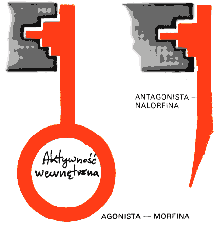 ANTAGONISTA —
NALORFINA
Aktywność
wewnętrzna
AGONISTA — MORFINA